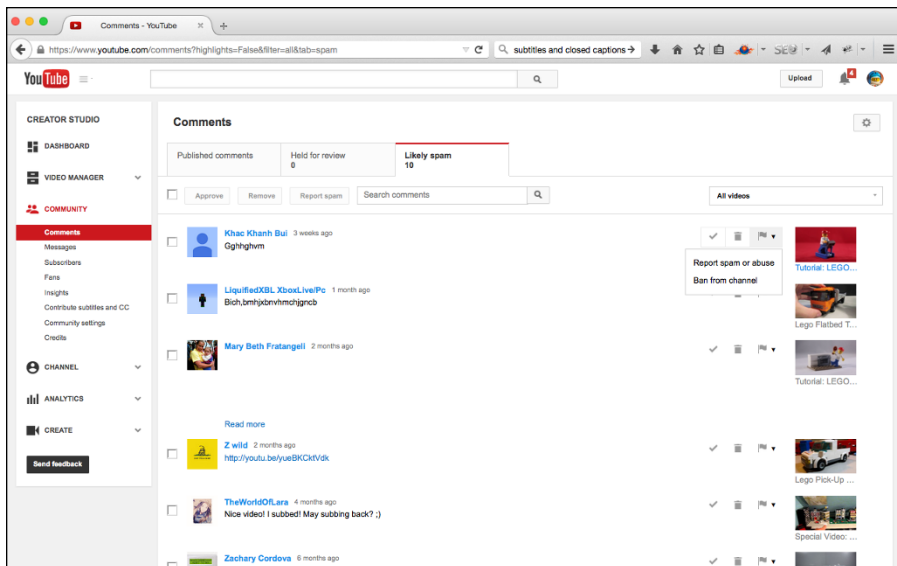 Comments - YouTube
https://www.youtube.com/comments?highlights=False&filter=all&tab=spam
subtitles and closed captions
SEO
YouTube
Upload
4
CREATOR STUDIO
DASHBOARD
VIDEO MANAGER
COMMUNITY
Comments
Messages
Subscribers
Fans
Insights
Contribute subtitles and CC
Community settings
Credits
CHANNEL
ANALYTICS
CREATE
Send feedback
Comments
Published comments
Held for review
0
Likely spam
10
Approve Remove Report spam Search comments All videos
Khac Khanh Bui 3 weeks ago
Gghhghvm
Report spam or abuse
Ban from channel
Tutorial: LEGO...
LiquifiedXBL XboxLive/Pc 1 month ago
Bich,bmhjxbnvhmchjgncb
Lego Flatbed T...
Mary Beth Fratangeli 2 months ago
Tutorial: LEGO...
Read more
Z wild 2 months ago
http://youtu.be/yueBKCktVdk
Lego Pick-Up ...
TheWorldOfLara 4 months ago
Nice video! I subbed! May subbing back? ;)
Special Video: ...
Zachary Cordova 6 months ago